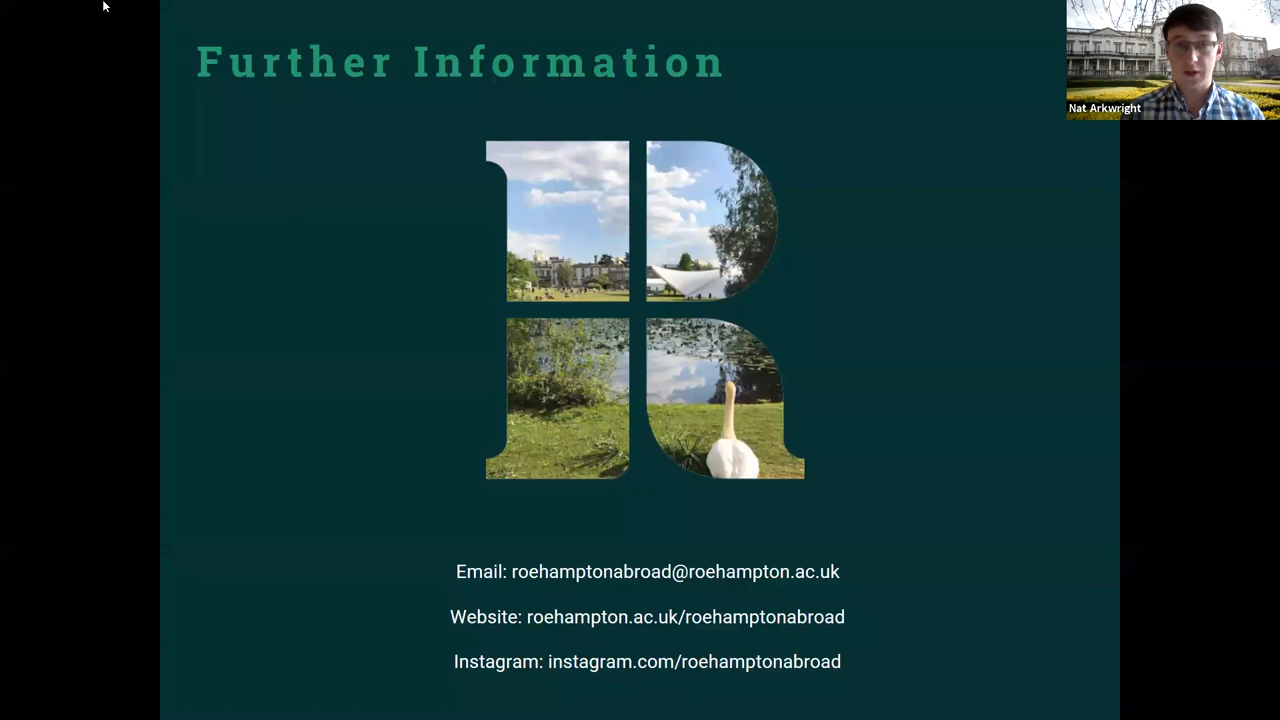 Further Information
Nat Arkwright
Email: roehamptonabroad@roehampton.ac.uk
Website: roehampton.ac.uk/roehamptonabroad
Instagram: instagram.com/roehamptonabroad